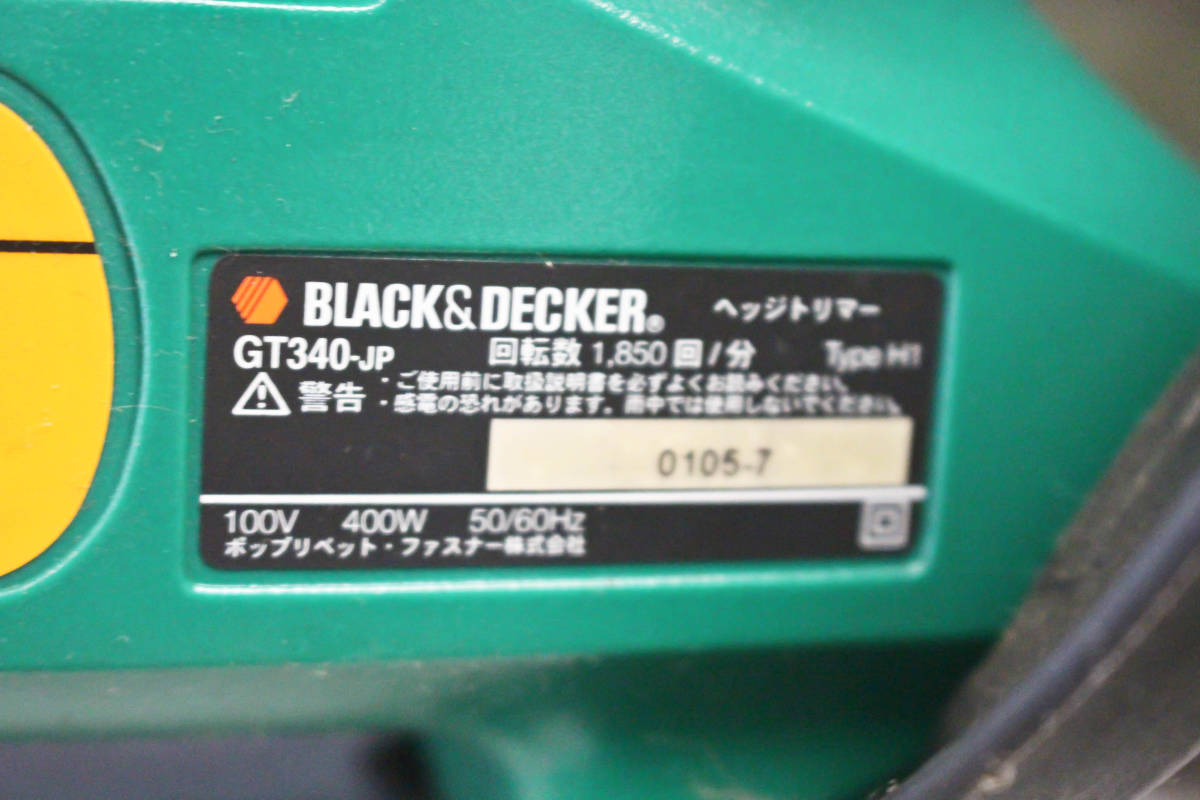 BLACK&DECKER® ヘッジトリマー
GT340-JP 回転数 1,850 回/分 Type H1
警告 ・ご使用前に取扱説明書を必ずよくお読みください。
・感電の恐れがあります。雨中では使用しないでください。
0105-7
100V 400W 50/60Hz
ポップリベット・ファスナー株式会社